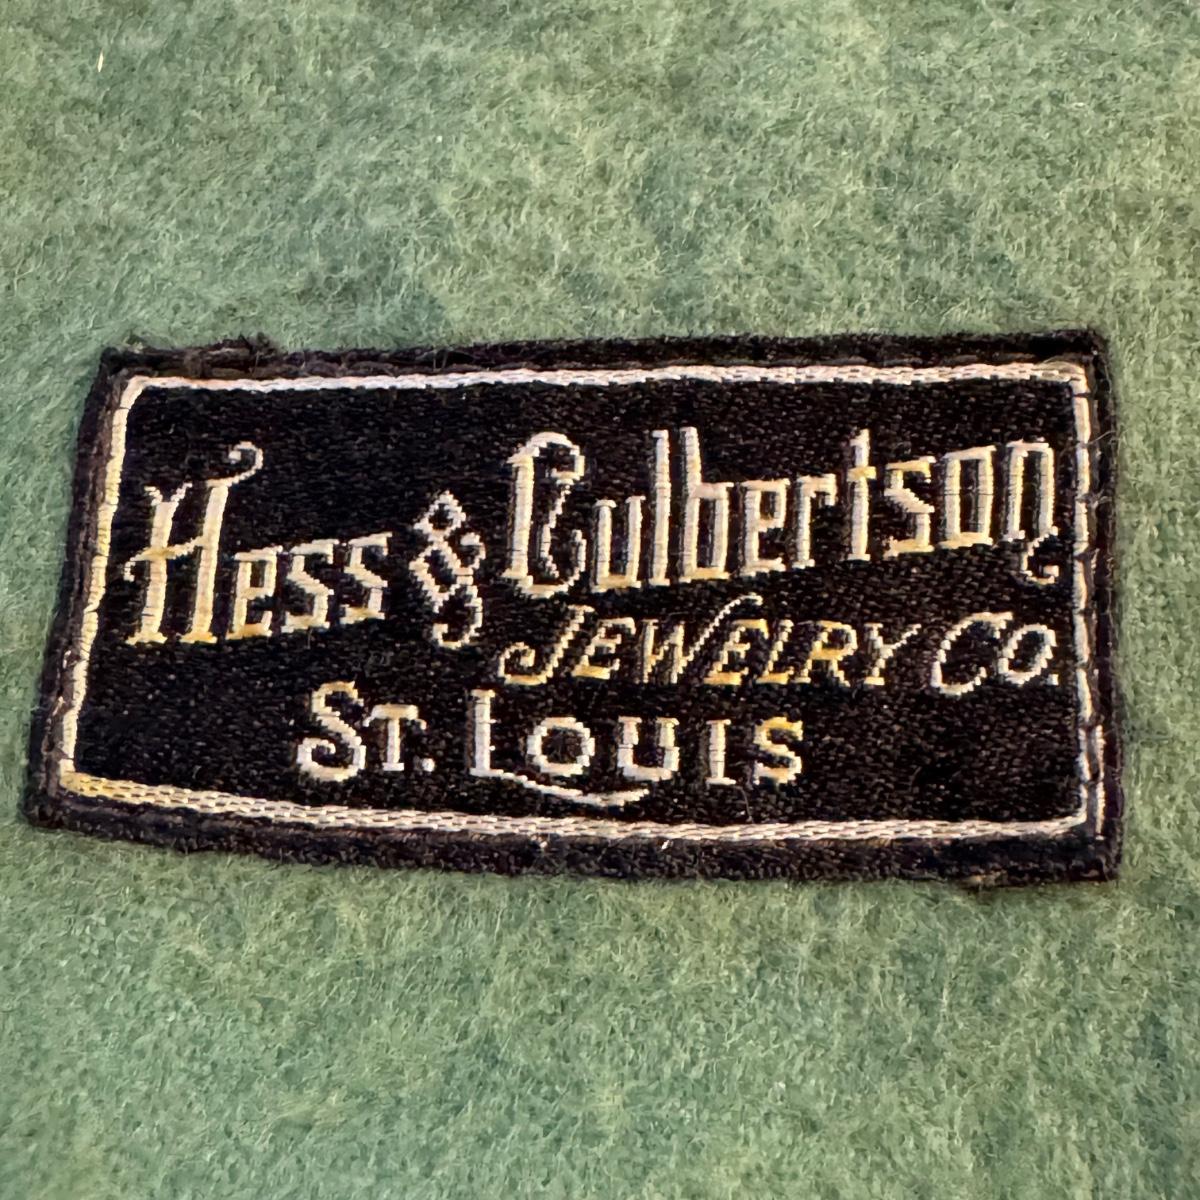 Hess & Culbertson
JEWELRY CO.
ST. LOUIS